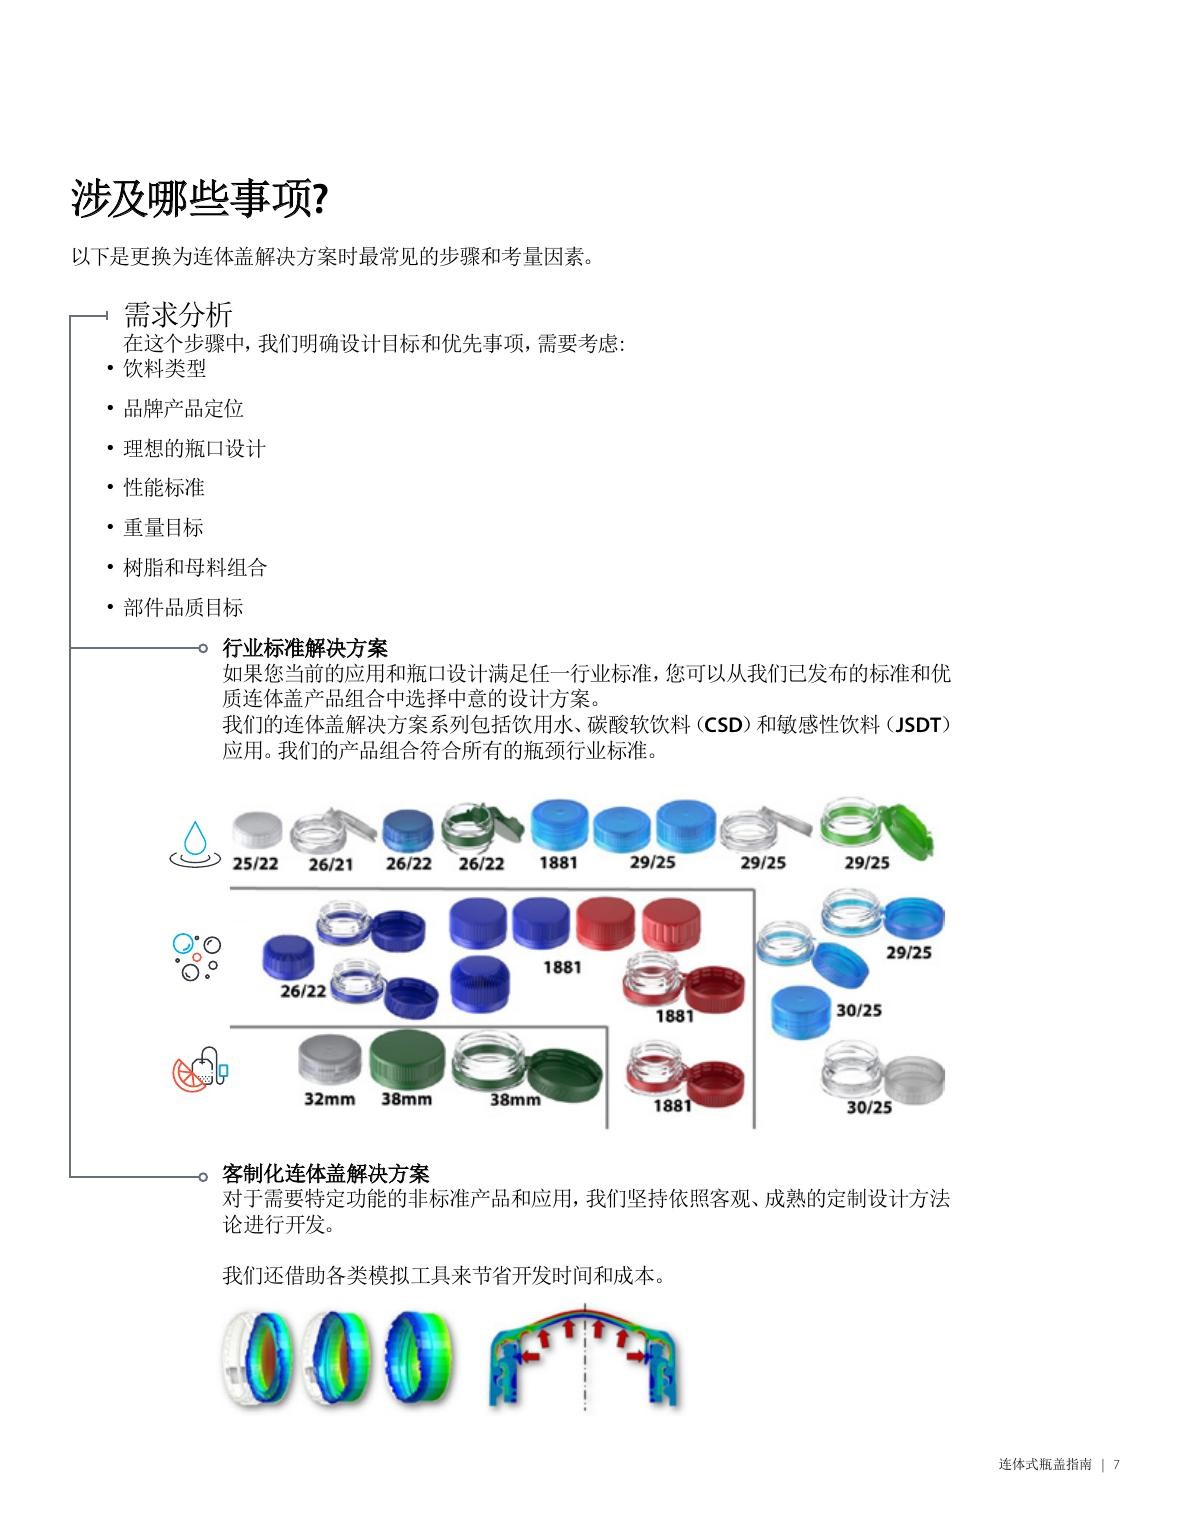 涉及哪些事项?
以下是更换为连体盖解决方案时最常见的步骤和考量因素。
需求分析
在这个步骤中, 我们明确设计目标和优先事项, 需要考虑:
• 饮料类型
• 品牌产品定位
• 理想的瓶口设计
• 性能标准
• 重量目标
• 树脂和母料组合
• 部件品质目标
行业标准解决方案
如果您当前的应用和瓶口设计满足任一行业标准, 您可以从我们已发布的标准和优
质连体盖产品组合中选择中意的设计方案。
我们的连体盖解决方案系列包括饮用水、碳酸软饮料（CSD）和敏感性饮料（JSDT）
应用。我们的产品组合符合所有的瓶颈行业标准。
25/22 26/21 26/22 26/22 1881 29/25 29/25 29/25
29/25
1881
26/22
1881
30/25
32mm 38mm 38mm 1881 30/25
客制化连体盖解决方案
对于需要特定功能的非标准产品和应用, 我们坚持依照客观、成熟的定制设计方法
论进行开发。
我们还借助各类模拟工具来节省开发时间和成本。
连体式瓶盖指南 | 7